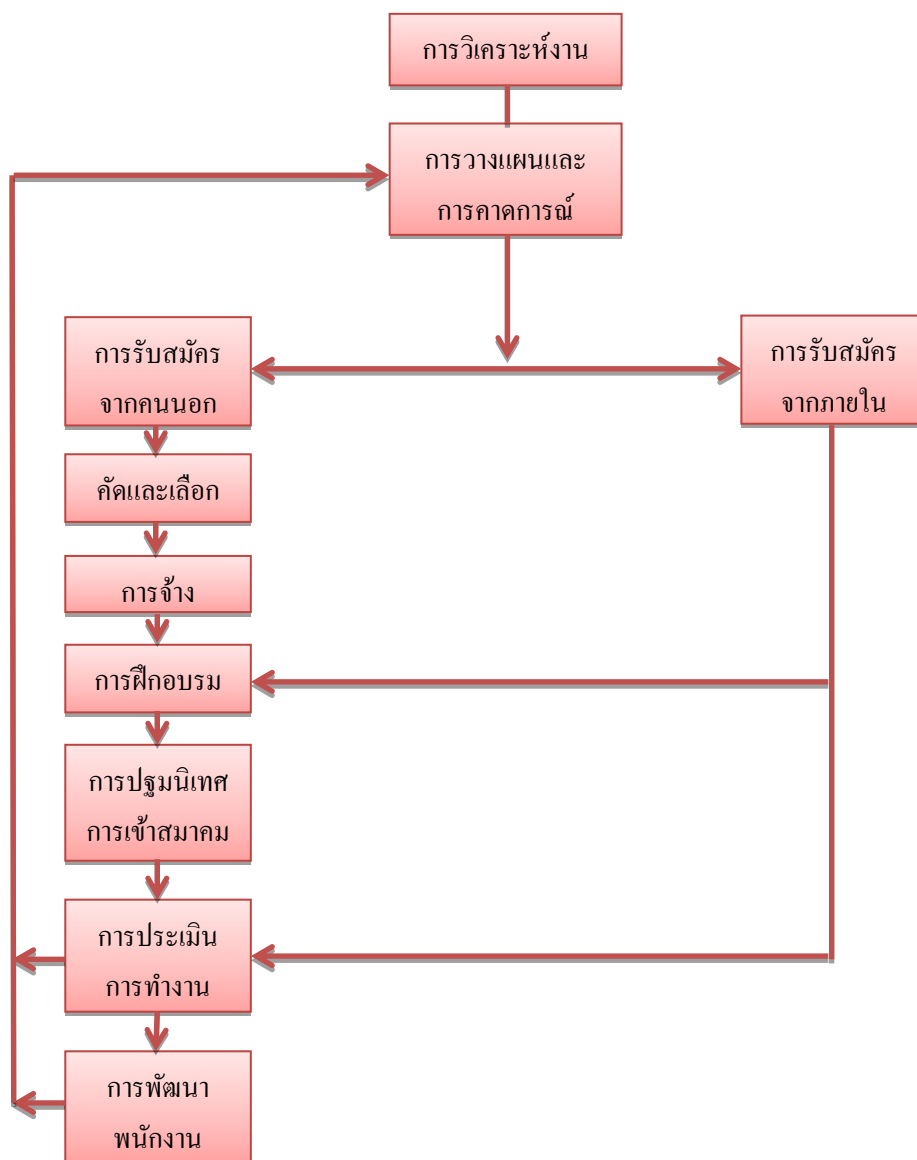 การวิเคราะห์งาน
การวางแผนและ
การคาดการณ์
การรับสมัคร
จากคนนอก
การรับสมัคร
จากภายใน
คัดและเลือก
การจ้าง
การฝึกอบรม
การปฐมนิเทศ
การเข้าสมาคม
การประเมิน
การทำงาน
การพัฒนา
พนักงาน